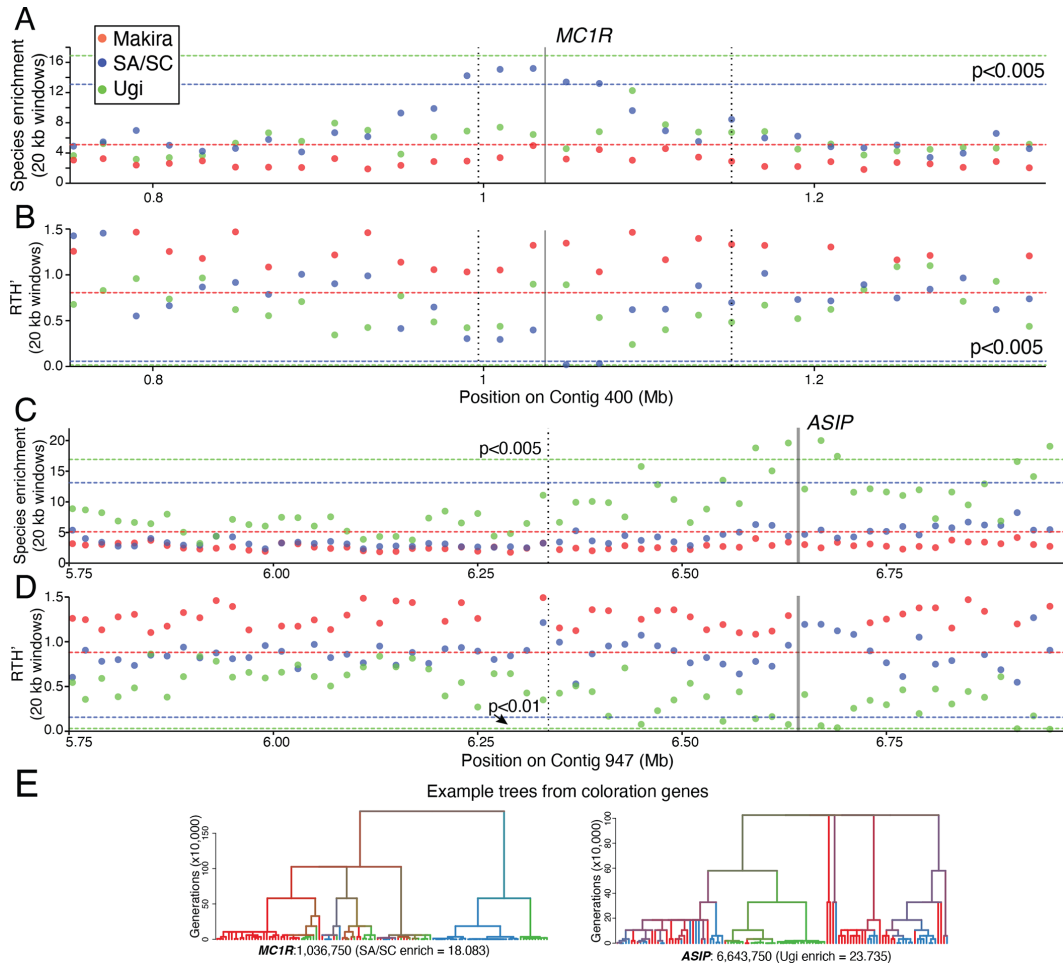 A
Makira
SA/SC
Ugi
MC1R
p<0.005
Species enrichment
(20 kb windows)
16
12
8
4
0
0.8
1
1.2
B
RTH'
(20 kb windows)
1.5
1.0
0.5
0.0
p<0.005
0.8
1
1.2
Position on Contig 400 (Mb)
C
ASIP
p<0.005
Species enrichment
(20 kb windows)
20
15
10
5
0
5.75
6.00
6.25
6.50
6.75
D
RTH'
(20 kb windows)
1.5
1.0
0.5
0.0
p<0.01
5.75
6.00
6.25
6.50
6.75
Position on Contig 947 (Mb)
E
Example trees from coloration genes
Generations (x10,000)
150
100
50
0
MC1R:1,036,750 (SA/SC enrich = 18.083)
Generations (x10,000)
100
80
60
40
20
0
ASIP: 6,643,750 (Ugi enrich = 23.735)